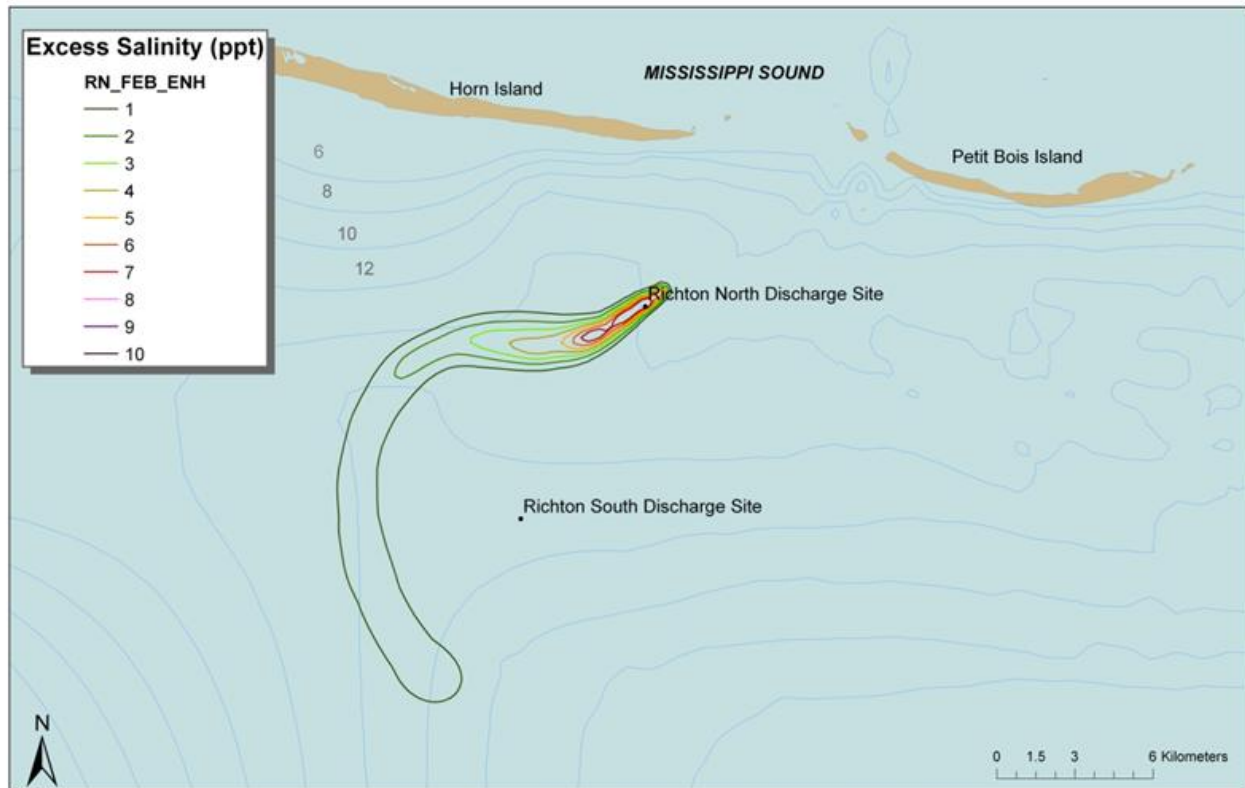 Excess Salinity (ppt)
RN_FEB_ENH
1
2
3
4
5
6
7
8
9
10
MISSISSIPPI SOUND
Horn Island
Petit Bois Island
6
8
10
12
Richton North Discharge Site
Richton South Discharge Site
N
0 1.5 3 6 Kilometers